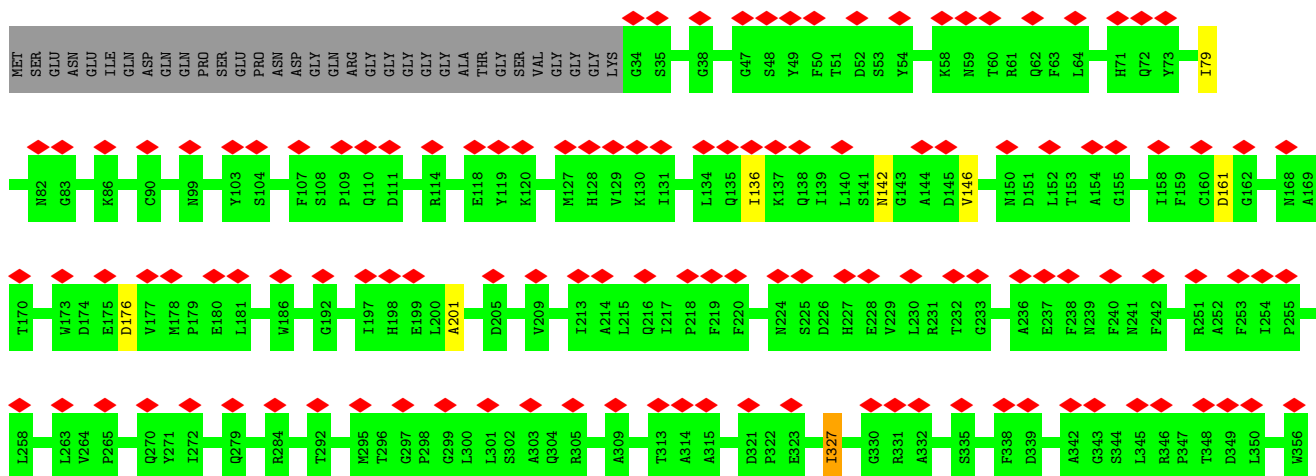 MET SER GLU ASN GLU ILE GLN ASP GLN GLN PRO SER GLU PRO ASN ASP GLY GLN ARG GLY GLY GLY GLY GLY ALA THR GLY SER VAL GLY GLY GLY LYS G34 S35 G38 G47 S48 Y49 F50 T51 D52 S53 Y54 K58 N59 T60 R61 Q62 F63 L64 H71 Q72 Y73 I79
N82 G83 K86 C90 N99 Y103 S104 F107 S108 P109 Q110 D111 R114 E118 Y119 K120 M127 H128 V129 K130 I131 L134 Q135 I136 K137 Q138 I139 L140 S141 N142 G143 A144 D145 V146 N150 D151 L152 T153 A154 G155 I158 F159 C160 D161 G162 N168 A169
T170 W173 D174 E175 D176 V177 M178 P179 E180 L181 W186 G192 I197 H198 E199 L200 A201 D205 V209 I213 A214 L215 Q216 I217 P218 F219 F220 N224 S225 D226 H227 E228 V229 L230 R231 T232 G233 A236 E237 F238 N239 F240 N241 F242 R251 A252 F253 I254 P255
L258 L263 V264 P265 Q270 Y271 I272 Q279 R284 T292 M295 T296 G297 P298 G299 L300 L301 S302 A303 Q304 R305 A309 T313 A314 A315 D321 P322 E323 I327 G330 R331 A332 S335 F338 D339 A342 G343 S344 L345 R346 P347 T348 D349 L350 W356